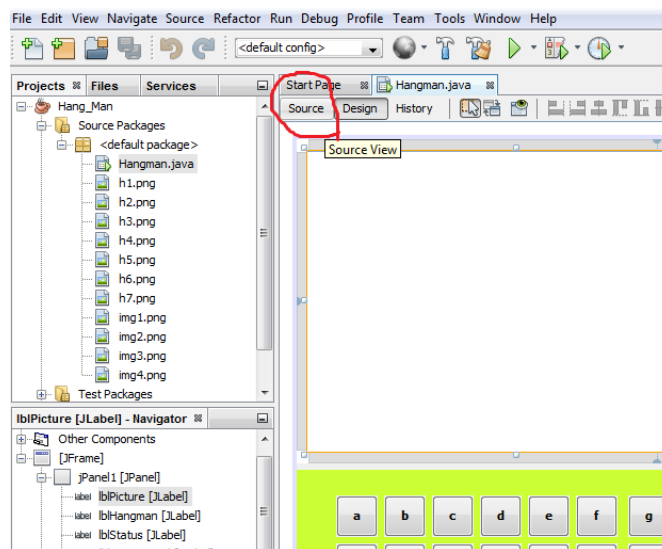 File Edit View Navigate Source Refactor Run Debug Profile Team Tools Window Help
<default config>
Projects Files Services
Hang_Man
Source Packages
<default package>
Hangman.java
h1.png
h2.png
h3.png
h4.png
h5.png
h6.png
h7.png
img1.png
img2.png
img3.png
img4.png
Test Packages
lblPicture [JLabel] - Navigator
Other Components
[JFrame]
jPanel1 [JPanel]
label lblPicture [JLabel]
label lblHangman [JLabel]
label lblStatus [JLabel]
Start Page Hangman.java
Source Design History
Source View
a b c d e f g